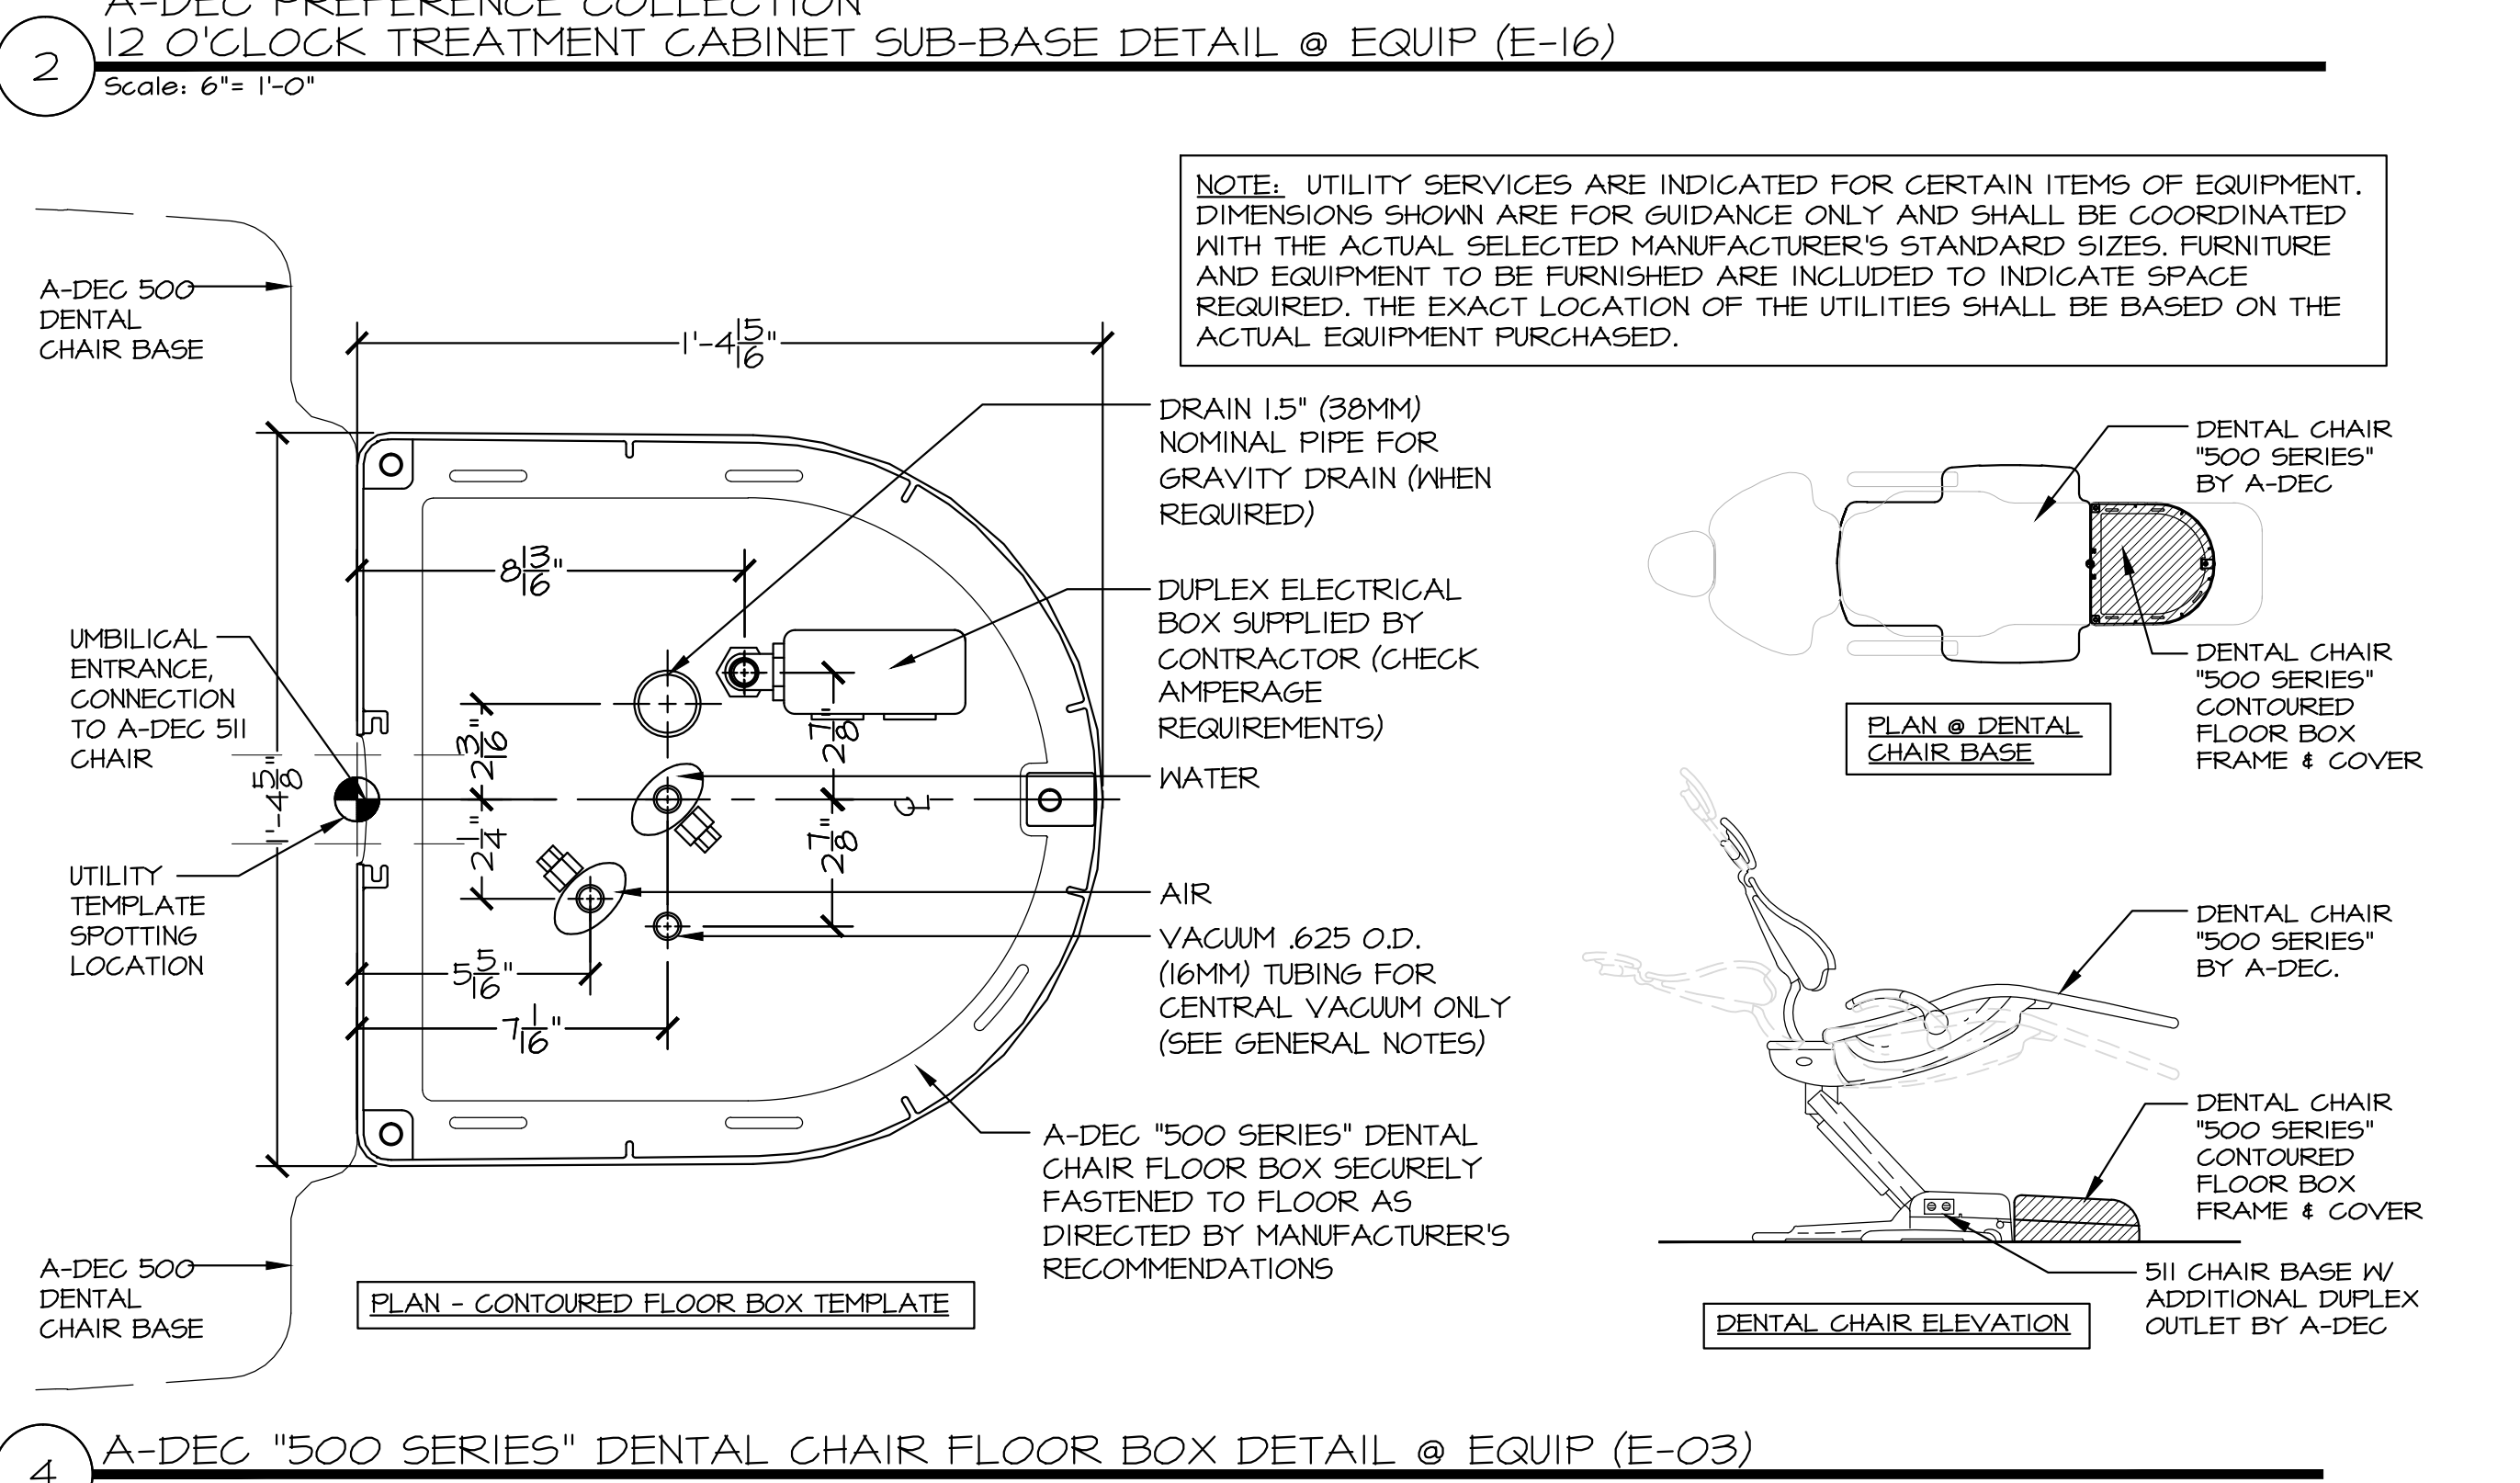 A-DEC PREFERENCE COLLECTION
2
12 O'CLOCK TREATMENT CABINET SUB-BASE DETAIL @ EQUIP (E-16)
Scale: 6"= 1'-0"
NOTE: UTILITY SERVICES ARE INDICATED FOR CERTAIN ITEMS OF EQUIPMENT.
DIMENSIONS SHOWN ARE FOR GUIDANCE ONLY AND SHALL BE COORDINATED
WITH THE ACTUAL SELECTED MANUFACTURER'S STANDARD SIZES. FURNITURE
AND EQUIPMENT TO BE FURNISHED ARE INCLUDED TO INDICATE SPACE
REQUIRED. THE EXACT LOCATION OF THE UTILITIES SHALL BE BASED ON THE
ACTUAL EQUIPMENT PURCHASED.
A-DEC 500
DENTAL
CHAIR BASE
1'-4 15/16"
8 13/16"
UMBILICAL
ENTRANCE,
CONNECTION
TO A-DEC 511
CHAIR
1'-4 5/8"
2 3/16"
2 1/4"
2 7/8"
2 7/8"
CL
UTILITY
TEMPLATE
SPOTTING
LOCATION
5 5/16"
7 1/16"
DRAIN 1.5" (38MM)
NOMINAL PIPE FOR
GRAVITY DRAIN (WHEN
REQUIRED)
DUPLEX ELECTRICAL
BOX SUPPLIED BY
CONTRACTOR (CHECK
AMPERAGE
REQUIREMENTS)
WATER
AIR
VACUUM .625 O.D.
(16MM) TUBING FOR
CENTRAL VACUUM ONLY
(SEE GENERAL NOTES)
A-DEC "500 SERIES" DENTAL
CHAIR FLOOR BOX SECURELY
FASTENED TO FLOOR AS
DIRECTED BY MANUFACTURER'S
RECOMMENDATIONS
A-DEC 500
DENTAL
CHAIR BASE
PLAN - CONTOURED FLOOR BOX TEMPLATE
DENTAL CHAIR
"500 SERIES"
BY A-DEC
DENTAL CHAIR
"500 SERIES"
CONTOURED
FLOOR BOX
FRAME & COVER
PLAN @ DENTAL
CHAIR BASE
DENTAL CHAIR
"500 SERIES"
BY A-DEC.
DENTAL CHAIR
"500 SERIES"
CONTOURED
FLOOR BOX
FRAME & COVER
511 CHAIR BASE W/
ADDITIONAL DUPLEX
OUTLET BY A-DEC
DENTAL CHAIR ELEVATION
4
A-DEC "500 SERIES" DENTAL CHAIR FLOOR BOX DETAIL @ EQUIP (E-03)